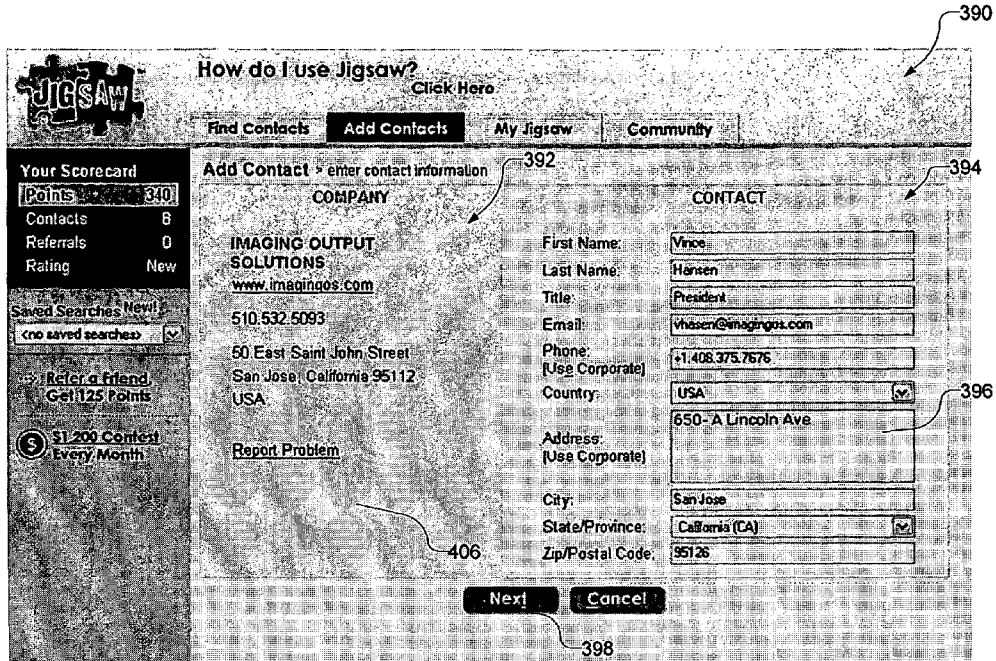 390
JIGSAW
How do I use Jigsaw?
Click Here
Find Contacts Add Contacts My Jigsaw Community
Your Scorecard
Points 340
Contacts 8
Referrals 0
Rating New
Saved Searches New!
<no saved searches>
Refer a Friend
Get 125 Points
$ $1,200 Contest
Every Month
Add Contact > enter contact information
392
394
COMPANY
IMAGING OUTPUT
SOLUTIONS
www.imagingos.com
510.532.5093
50 East Saint John Street
San Jose, California 95112
USA
Report Problem
406
CONTACT
First Name: Vince
Last Name: Hansen
Title: President
Email: vhasen@imagingos.com
Phone: +1.408.375.7676
[Use Corporate]
Country: USA
396
Address: 650-A Lincoln Ave
[Use Corporate]
City: San Jose
State/Province: California (CA)
Zip/Postal Code: 95126
Next Cancel
398